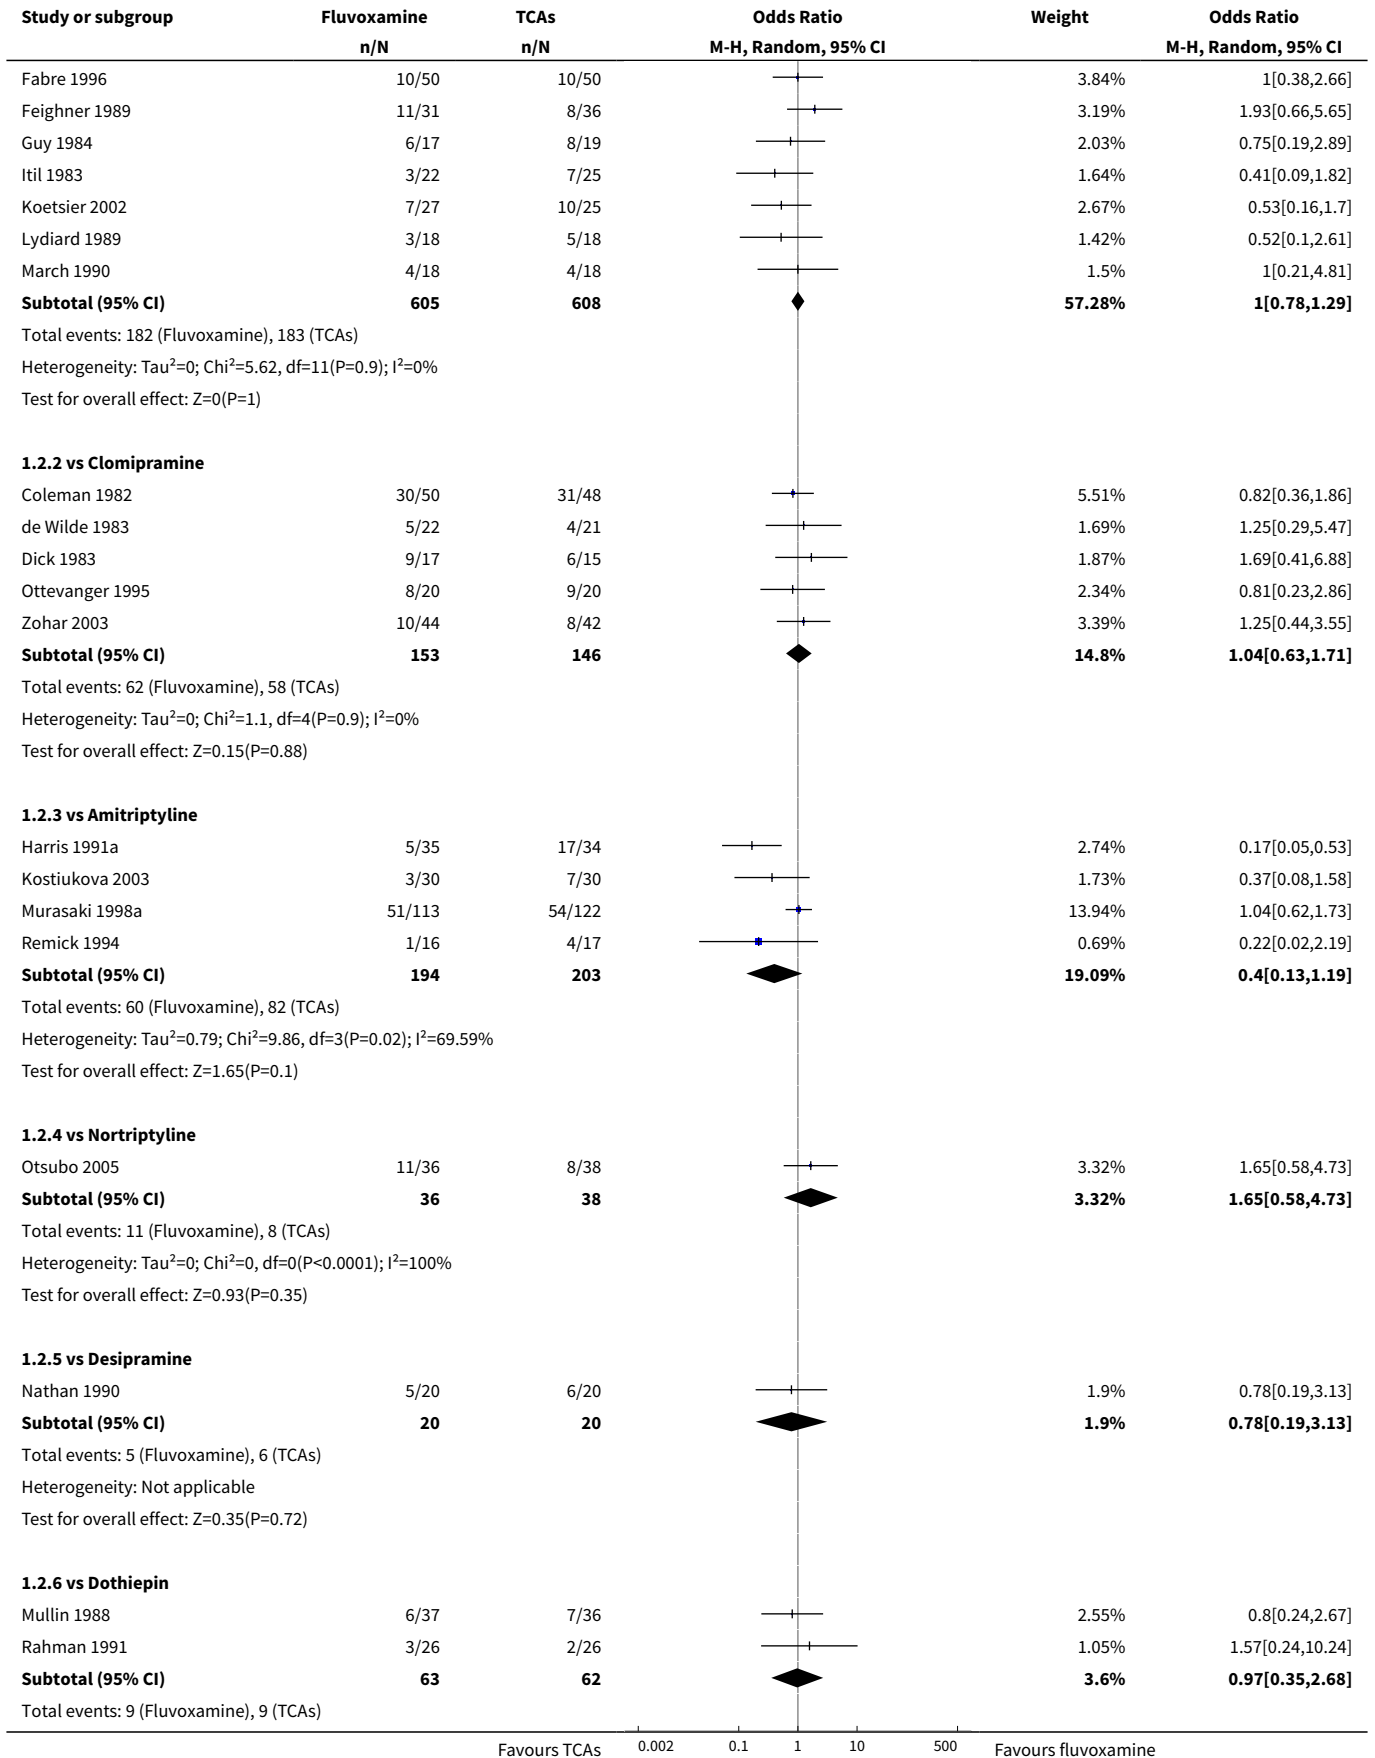 Study or subgroup Fluvoxamine TCAs Odds Ratio Weight Odds Ratio
n/N n/N M-H, Random, 95% CI M-H, Random, 95% CI
Fabre 1996 10/50 10/50 3.84% 1[0.38,2.66]
Feighner 1989 11/31 8/36 3.19% 1.93[0.66,5.65]
Guy 1984 6/17 8/19 2.03% 0.75[0.19,2.89]
Itil 1983 3/22 7/25 1.64% 0.41[0.09,1.82]
Koetsier 2002 7/27 10/25 2.67% 0.53[0.16,1.7]
Lydiard 1989 3/18 5/18 1.42% 0.52[0.1,2.61]
March 1990 4/18 4/18 1.5% 1[0.21,4.81]
Subtotal (95% CI) 605 608 57.28% 1[0.78,1.29]
Total events: 182 (Fluvoxamine), 183 (TCAs)
Heterogeneity: Tau²=0; Chi²=5.62, df=11(P=0.9); I²=0%
Test for overall effect: Z=0(P=1)
1.2.2 vs Clomipramine
Coleman 1982 30/50 31/48 5.51% 0.82[0.36,1.86]
de Wilde 1983 5/22 4/21 1.69% 1.25[0.29,5.47]
Dick 1983 9/17 6/15 1.87% 1.69[0.41,6.88]
Ottevanger 1995 8/20 9/20 2.34% 0.81[0.23,2.86]
Zohar 2003 10/44 8/42 3.39% 1.25[0.44,3.55]
Subtotal (95% CI) 153 146 14.8% 1.04[0.63,1.71]
Total events: 62 (Fluvoxamine), 58 (TCAs)
Heterogeneity: Tau²=0; Chi²=1.1, df=4(P=0.9); I²=0%
Test for overall effect: Z=0.15(P=0.88)
1.2.3 vs Amitriptyline
Harris 1991a 5/35 17/34 2.74% 0.17[0.05,0.53]
Kostiukova 2003 3/30 7/30 1.73% 0.37[0.08,1.58]
Murasaki 1998a 51/113 54/122 13.94% 1.04[0.62,1.73]
Remick 1994 1/16 4/17 0.69% 0.22[0.02,2.19]
Subtotal (95% CI) 194 203 19.09% 0.4[0.13,1.19]
Total events: 60 (Fluvoxamine), 82 (TCAs)
Heterogeneity: Tau²=0.79; Chi²=9.86, df=3(P=0.02); I²=69.59%
Test for overall effect: Z=1.65(P=0.1)
1.2.4 vs Nortriptyline
Otsubo 2005 11/36 8/38 3.32% 1.65[0.58,4.73]
Subtotal (95% CI) 36 38 3.32% 1.65[0.58,4.73]
Total events: 11 (Fluvoxamine), 8 (TCAs)
Heterogeneity: Tau²=0; Chi²=0, df=0(P<0.0001); I²=100%
Test for overall effect: Z=0.93(P=0.35)
1.2.5 vs Desipramine
Nathan 1990 5/20 6/20 1.9% 0.78[0.19,3.13]
Subtotal (95% CI) 20 20 1.9% 0.78[0.19,3.13]
Total events: 5 (Fluvoxamine), 6 (TCAs)
Heterogeneity: Not applicable
Test for overall effect: Z=0.35(P=0.72)
1.2.6 vs Dothiepin
Mullin 1988 6/37 7/36 2.55% 0.8[0.24,2.67]
Rahman 1991 3/26 2/26 1.05% 1.57[0.24,10.24]
Subtotal (95% CI) 63 62 3.6% 0.97[0.35,2.68]
Total events: 9 (Fluvoxamine), 9 (TCAs)
Favours TCAs 0.002 0.1 1 10 500 Favours fluvoxamine